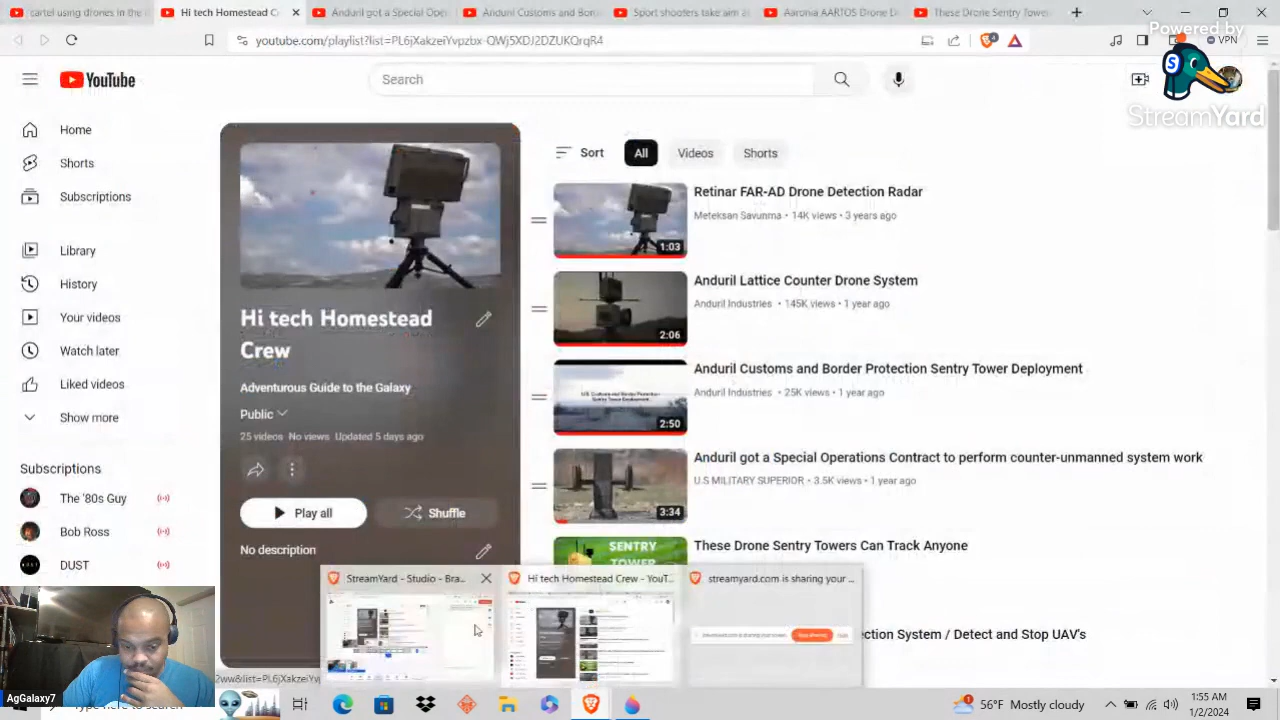 cartel using drones in the
Hi tech Homestead C
Anduril got a Special Op
Anduril Customs and Bor
Sport shooters take aim a
Aaronia AARTOS Drone D
These Drone Sentry Towe
youtube.com/playlist?list=PL6jXakzeiYvpzbx-QWj5XDJ2DZUKQrqR4
4
VPN
Powered by
StreamYard
YouTube
Search
Home
Shorts
Subscriptions
Library
History
Your videos
Watch later
Liked videos
Show more
Subscriptions
The '80s Guy
Bob Ross
DUST
Hi tech Homestead
Crew
Adventurous Guide to the Galaxy
Public
25 videos No views Updated 5 days ago
Play all
Shuffle
No description
Sort
All
Videos
Shorts
Retinar FAR-AD Drone Detection Radar
Meteksan Savunma • 14K views • 3 years ago
1:03
Anduril Lattice Counter Drone System
Anduril Industries • 145K views • 1 year ago
2:06
Anduril Customs and Border Protection Sentry Tower Deployment
Anduril Industries • 25K views • 1 year ago
2:50
Anduril got a Special Operations Contract to perform counter-unmanned system work
U.S MILITARY SUPERIOR • 3.5K views • 1 year ago
3:34
SENTRY
These Drone Sentry Towers Can Track Anyone
StreamYard - Studio - Bra...
Hi tech Homestead Crew - YouT...
streamyard.com is sharing your ...
ction System / Detect and Stop UAV's
AgGalaxy7
56°F Mostly cloudy
1:55 AM
1/2/2024